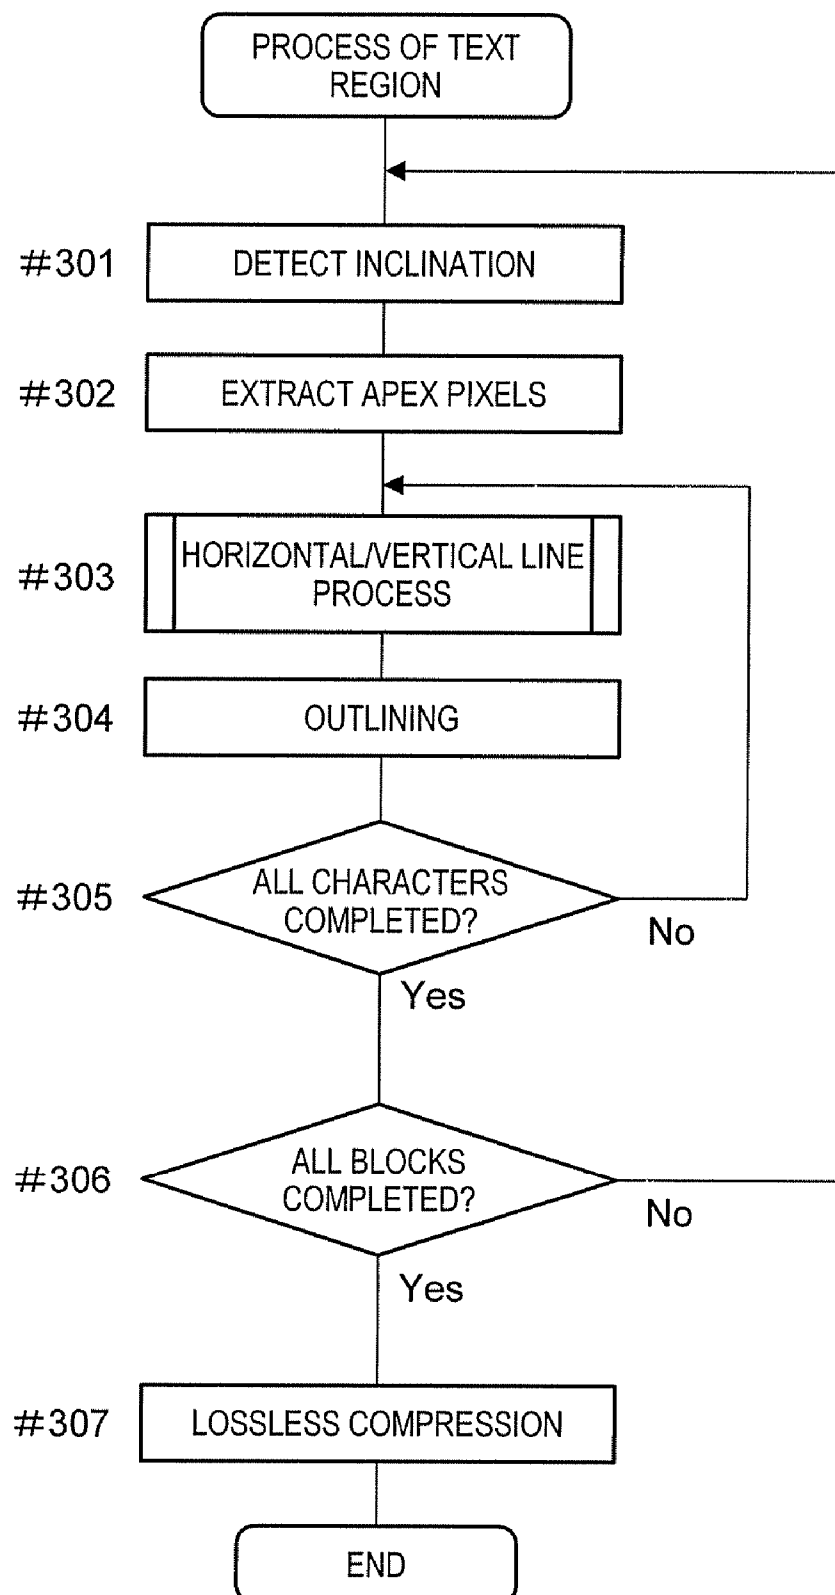 PROCESS OF TEXT
REGION
#301
DETECT INCLINATION
#302
EXTRACT APEX PIXELS
#303
HORIZONTAL/VERTICAL LINE
PROCESS
#304
OUTLINING
#305
ALL CHARACTERS
COMPLETED?
No
Yes
#306
ALL BLOCKS
COMPLETED?
No
Yes
#307
LOSSLESS COMPRESSION
END